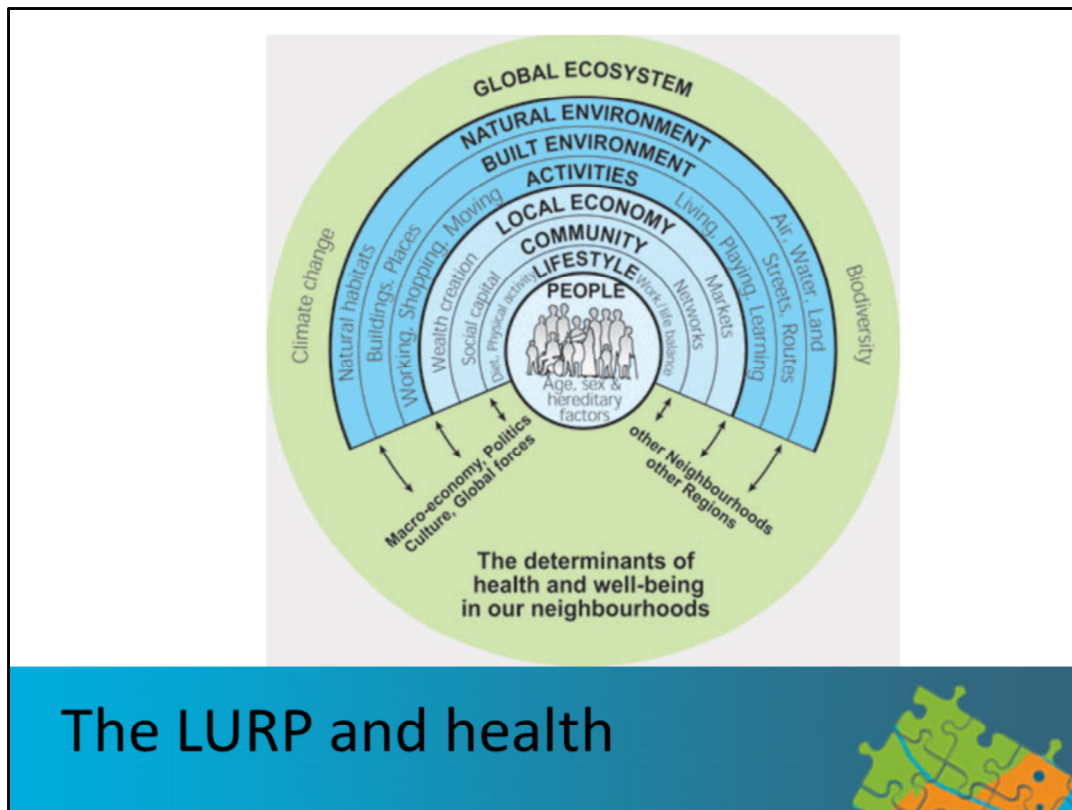 GLOBAL ECOSYSTEM
NATURAL ENVIRONMENT
BUILT ENVIRONMENT
ACTIVITIES
LOCAL ECONOMY
COMMUNITY
LIFESTYLE
PEOPLE
Age, sex &
hereditary
factors
Climate change
Natural habitats
Buildings, Places
Working, Shopping, Moving
Wealth creation
Social capital
Diet, Physical activity
Work/life balance
Networks
Markets
Living, Playing, Learning
Streets, Routes
Air, Water, Land
Biodiversity
Macro-economy, Politics
Culture, Global forces
other Neighbourhoods
other Regions
The determinants of
health and well-being
in our neighbourhoods
The LURP and health